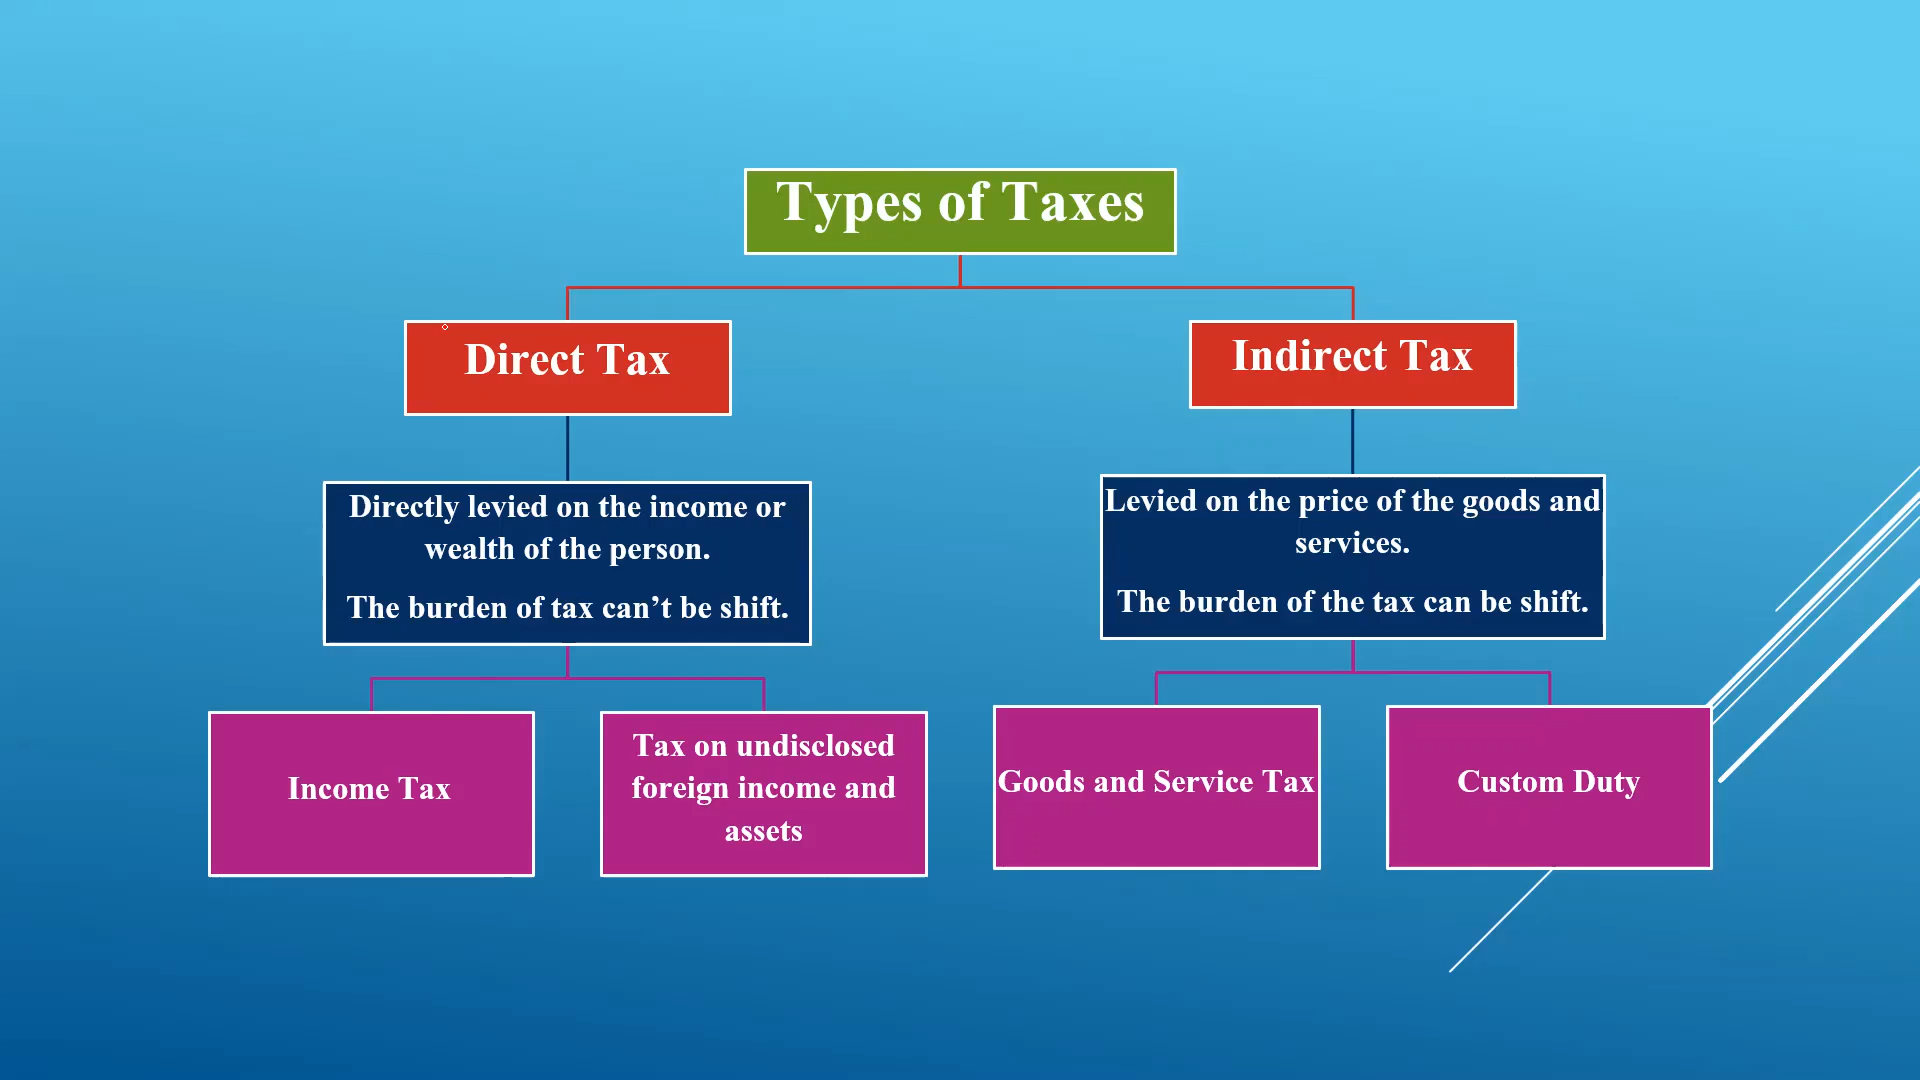 Types of Taxes
Direct Tax
Indirect Tax
Directly levied on the income or
wealth of the person.
The burden of tax can’t be shift.
Levied on the price of the goods and
services.
The burden of the tax can be shift.
Income Tax
Tax on undisclosed
foreign income and
assets
Goods and Service Tax
Custom Duty